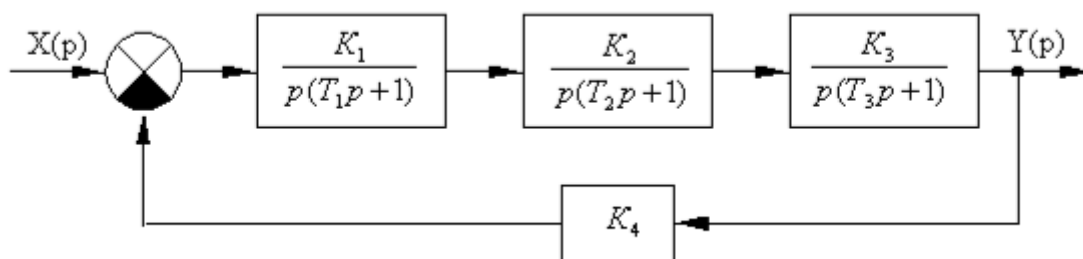 X(p)
K₁
p(T₁p+1)
K₂
p(T₂p+1)
K₃
p(T₃p+1)
Y(p)
K₄